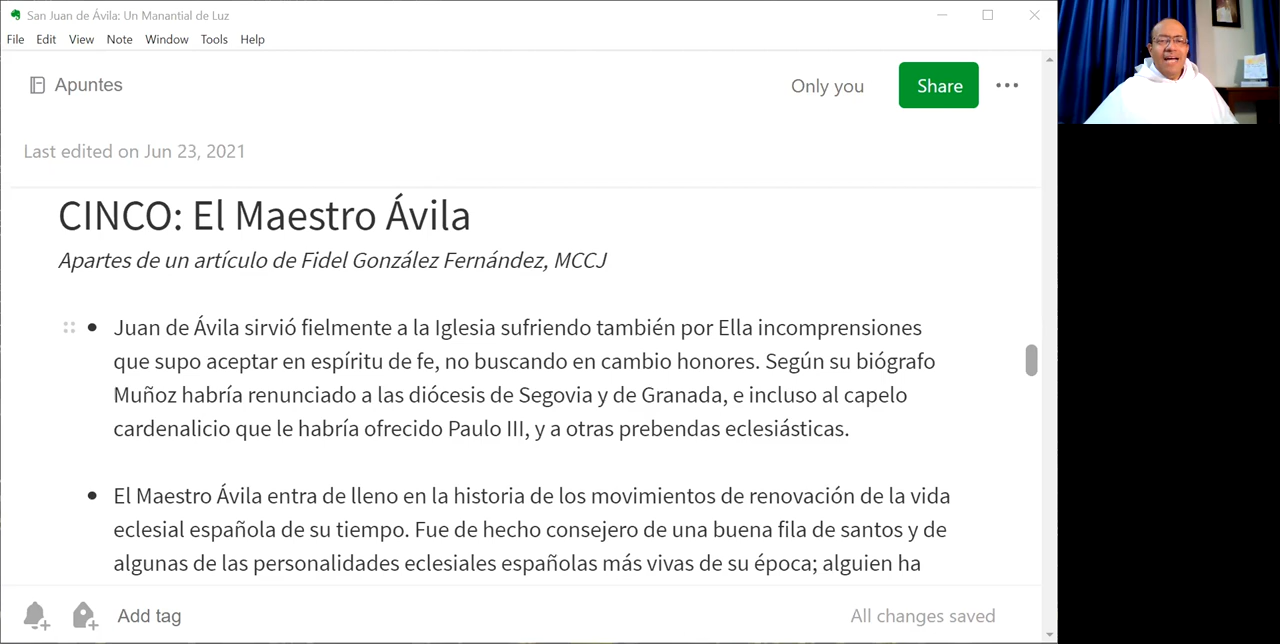 San Juan de Ávila: Un Manantial de Luz
File Edit View Note Window Tools Help
Apuntes
Only you
Share
Last edited on Jun 23, 2021
CINCO: El Maestro Ávila
Apartes de un artículo de Fidel González Fernández, MCCJ
• Juan de Ávila sirvió fielmente a la Iglesia sufriendo también por Ella incomprensiones
que supo aceptar en espíritu de fe, no buscando en cambio honores. Según su biógrafo
Muñoz habría renunciado a las diócesis de Segovia y de Granada, e incluso al capelo
cardenalicio que le habría ofrecido Paulo III, y a otras prebendas eclesiásticas.
• El Maestro Ávila entra de lleno en la historia de los movimientos de renovación de la vida
eclesial española de su tiempo. Fue de hecho consejero de una buena fila de santos y de
algunas de las personalidades eclesiales españolas más vivas de su época; alguien ha
Add tag
All changes saved